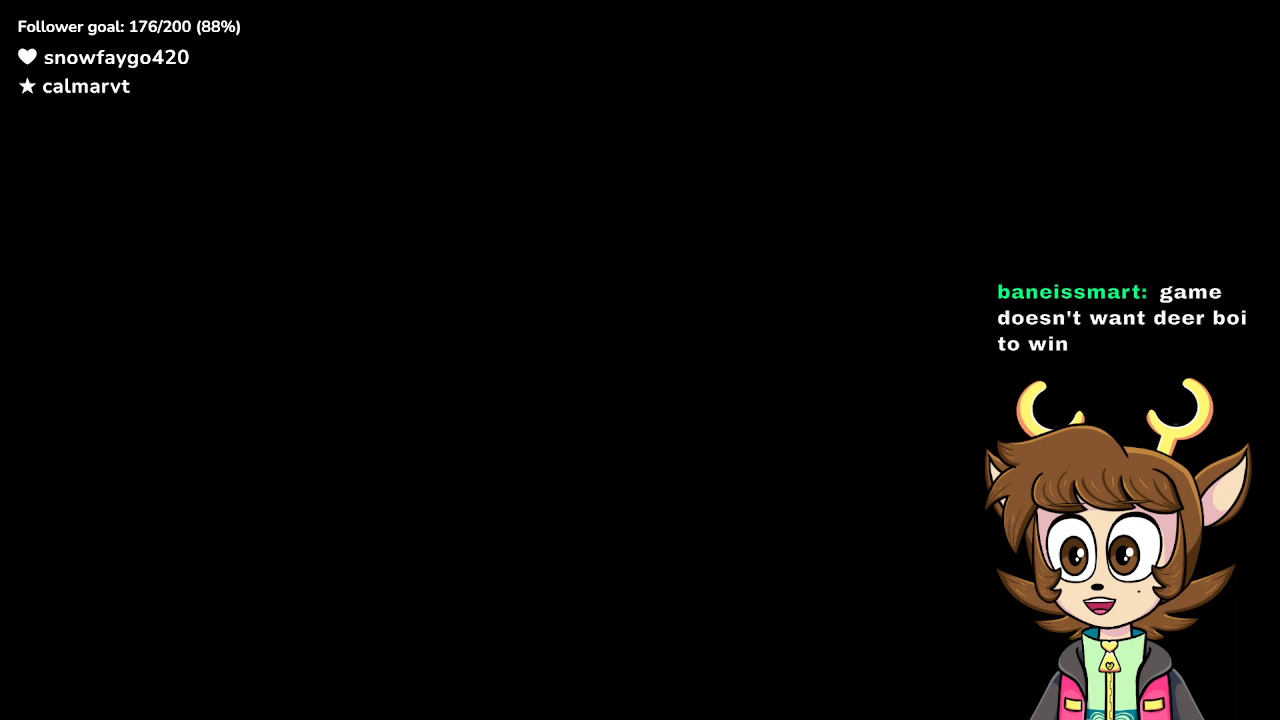 Follower goal: 176/200 (88%)
snowfaygo420
calmarvt
baneissmart: game
doesn't want deer boi
to win